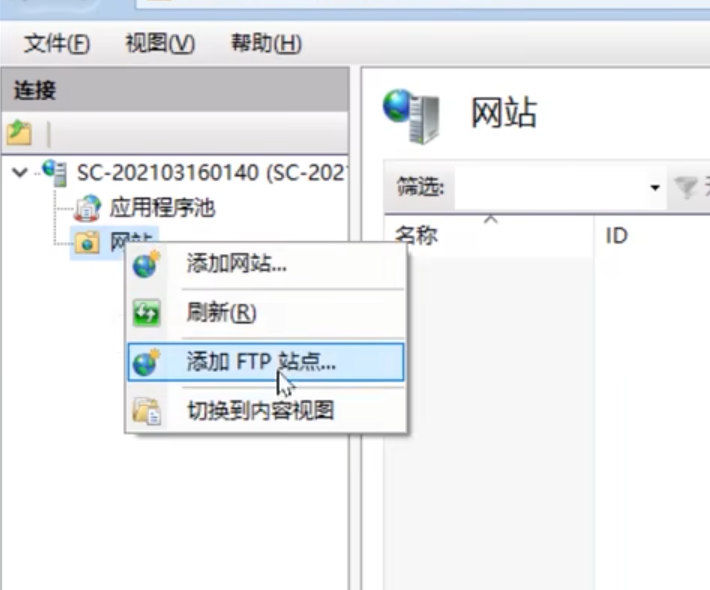 文件(F) 视图(V) 帮助(H)
连接
网站
SC-202103160140 (SC-202
筛选:
应用程序池
名称 ID
网站
添加网站...
刷新(R)
添加 FTP 站点...
切换到内容视图